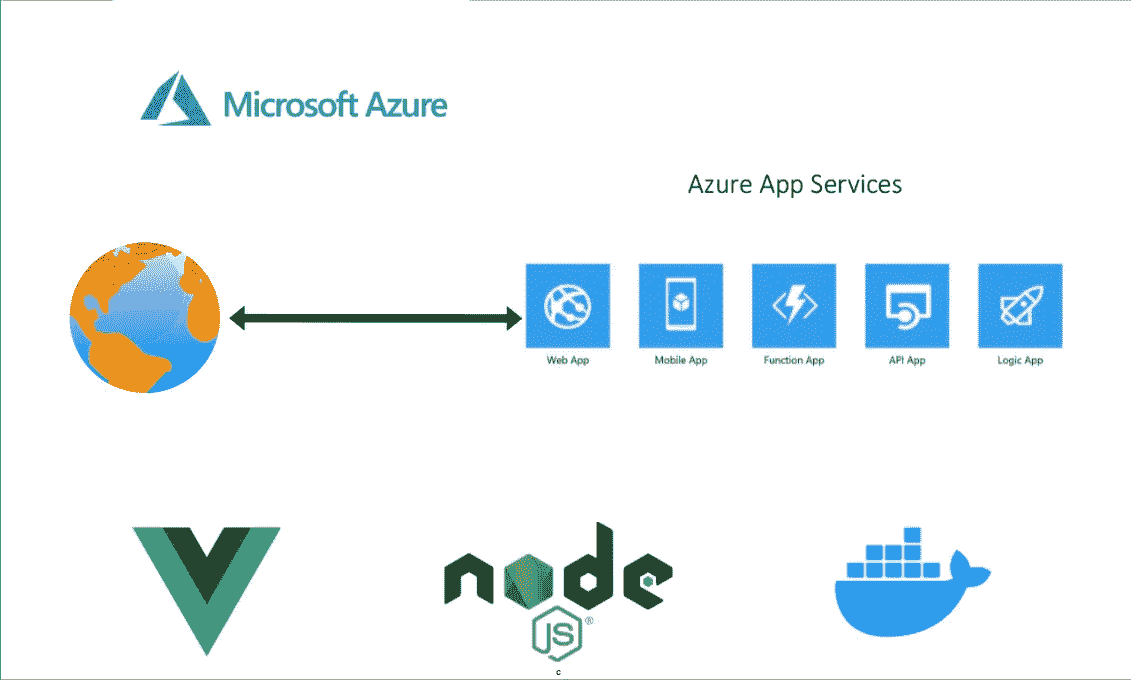 Microsoft Azure
Azure App Services
Web App
Mobile App
Function App
API App
Logic App
node
JS®
c